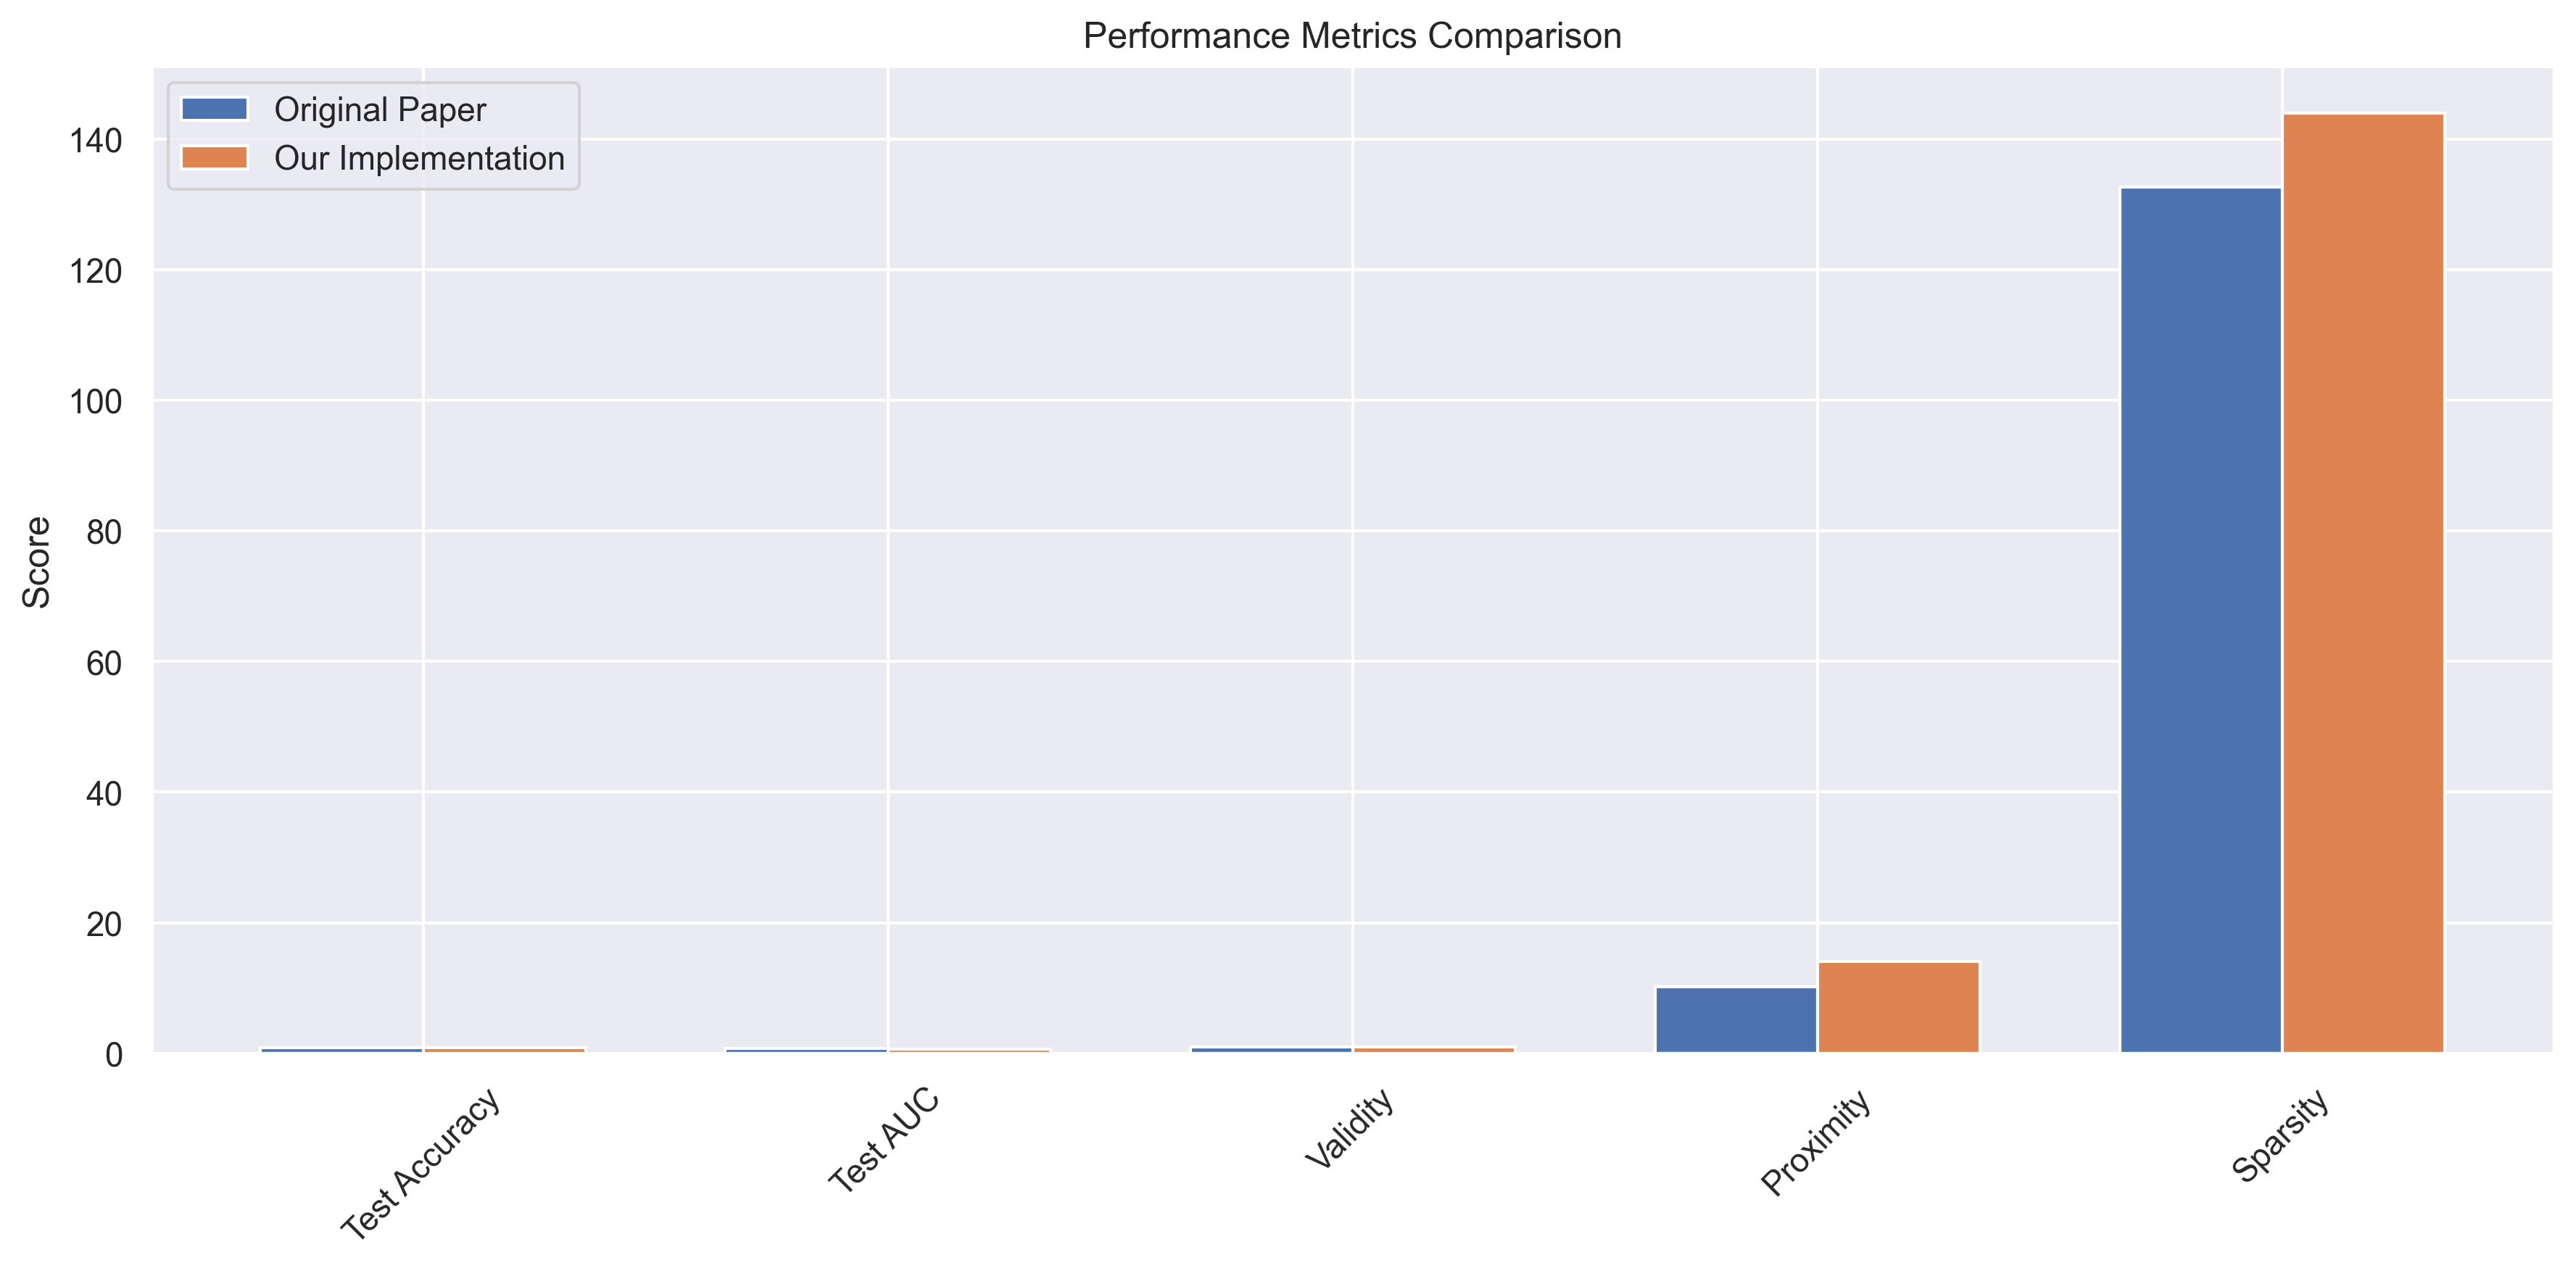 Performance Metrics Comparison
Original Paper
Our Implementation
Score
140
120
100
80
60
40
20
0
Test Accuracy
Test AUC
Validity
Proximity
Sparsity